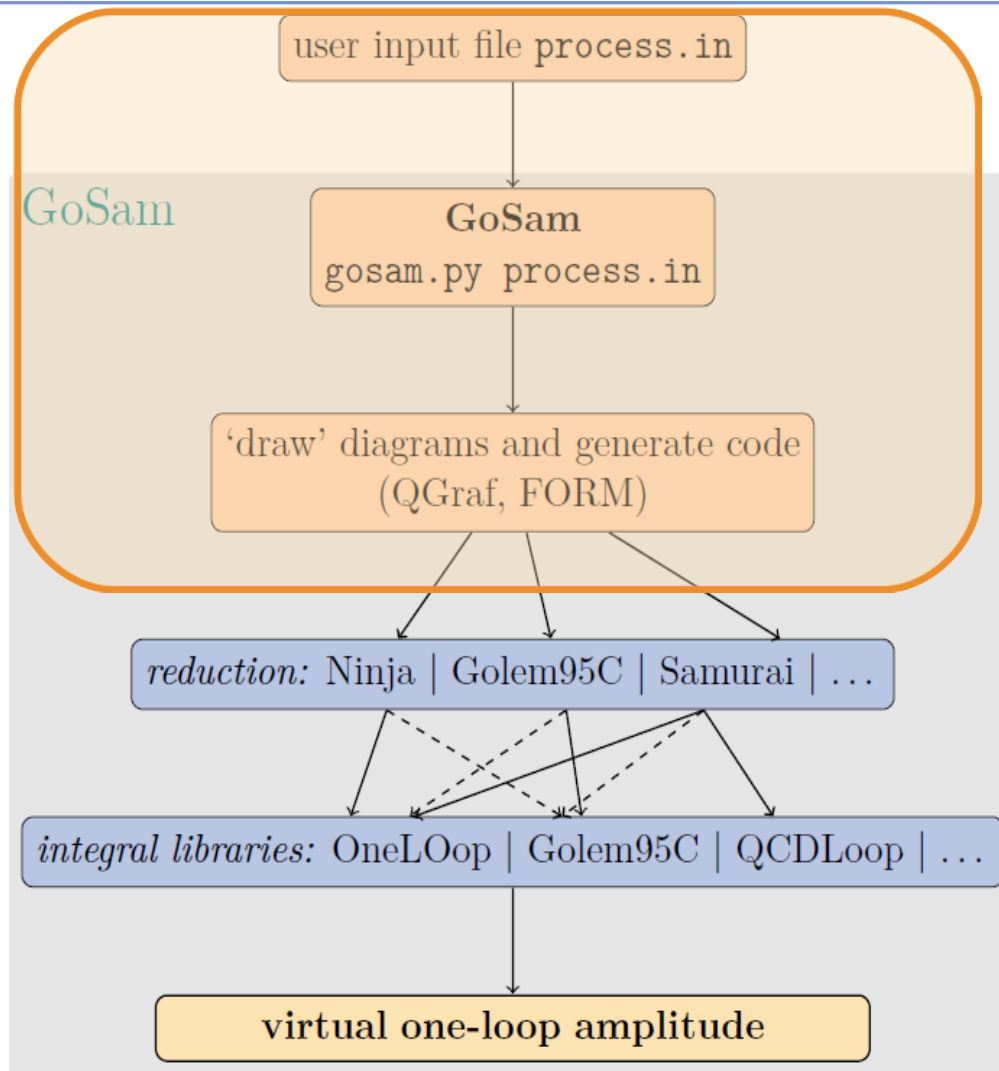 user input file process.in
GoSam
GoSam
gosam.py process.in
‘draw’ diagrams and generate code
(QGraf, FORM)
reduction: Ninja | Golem95C | Samurai | ...
integral libraries: OneLOop | Golem95C | QCDLoop | ...
virtual one-loop amplitude